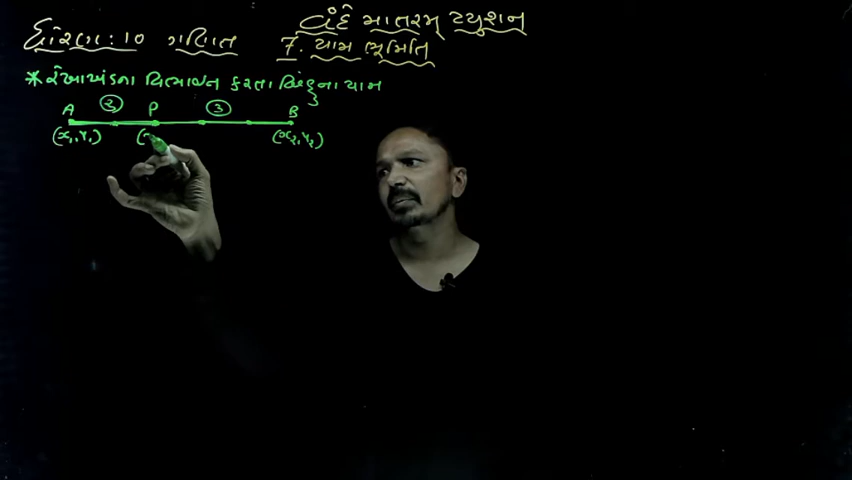 વંદે માતરમ્ ટ્યુશન
ધોરણ : 10 ગણિત 7. યામ ભૂમિતિ
* રેખાખંડના વિભાજન કરતા બિંદુના યામ
A ② P ③ B
(x₁, y₁) (x₂, y₂)